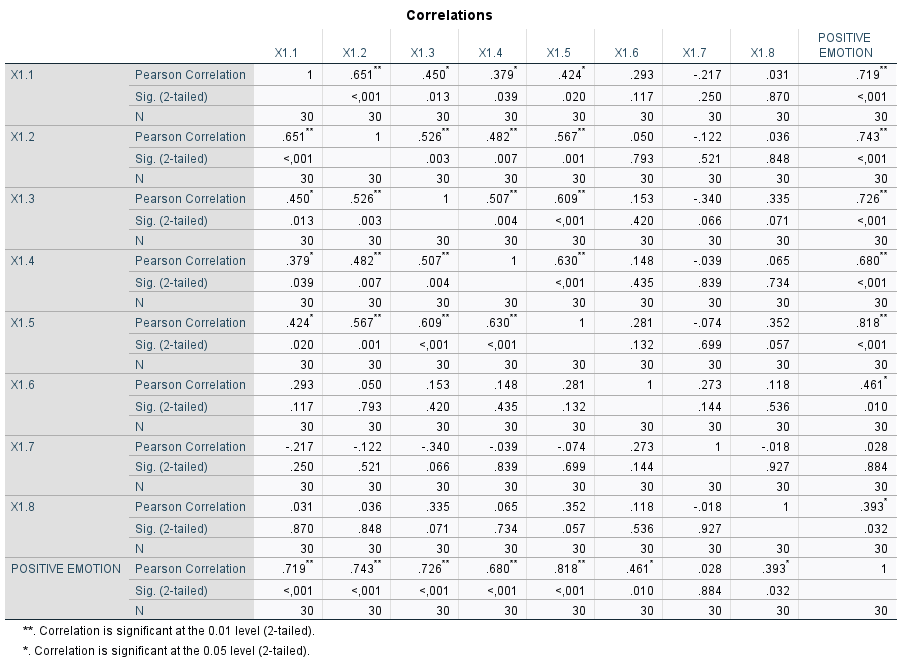 Correlations
X1.1 X1.2 X1.3 X1.4 X1.5 X1.6 X1.7 X1.8 POSITIVE EMOTION
X1.1 Pearson Correlation 1 .651** .450* .379* .424* .293 -.217 .031 .719**
Sig. (2-tailed) <,001 .013 .039 .020 .117 .250 .870 <,001
N 30 30 30 30 30 30 30 30 30
X1.2 Pearson Correlation .651** 1 .526** .482** .567** .050 -.122 .036 .743**
Sig. (2-tailed) <,001 .003 .007 .001 .793 .521 .848 <,001
N 30 30 30 30 30 30 30 30 30
X1.3 Pearson Correlation .450* .526** 1 .507** .609** .153 -.340 .335 .726**
Sig. (2-tailed) .013 .003 .004 <,001 .420 .066 .071 <,001
N 30 30 30 30 30 30 30 30 30
X1.4 Pearson Correlation .379* .482** .507** 1 .630** .148 -.039 .065 .680**
Sig. (2-tailed) .039 .007 .004 <,001 .435 .839 .734 <,001
N 30 30 30 30 30 30 30 30 30
X1.5 Pearson Correlation .424* .567** .609** .630** 1 .281 -.074 .352 .818**
Sig. (2-tailed) .020 .001 <,001 <,001 .132 .699 .057 <,001
N 30 30 30 30 30 30 30 30 30
X1.6 Pearson Correlation .293 .050 .153 .148 .281 1 .273 .118 .461*
Sig. (2-tailed) .117 .793 .420 .435 .132 .144 .536 .010
N 30 30 30 30 30 30 30 30 30
X1.7 Pearson Correlation -.217 -.122 -.340 -.039 -.074 .273 1 -.018 .028
Sig. (2-tailed) .250 .521 .066 .839 .699 .144 .927 .884
N 30 30 30 30 30 30 30 30 30
X1.8 Pearson Correlation .031 .036 .335 .065 .352 .118 -.018 1 .393*
Sig. (2-tailed) .870 .848 .071 .734 .057 .536 .927 .032
N 30 30 30 30 30 30 30 30 30
POSITIVE EMOTION Pearson Correlation .719** .743** .726** .680** .818** .461* .028 .393* 1
Sig. (2-tailed) <,001 <,001 <,001 <,001 <,001 .010 .884 .032
N 30 30 30 30 30 30 30 30 30
**. Correlation is significant at the 0.01 level (2-tailed).
*. Correlation is significant at the 0.05 level (2-tailed).